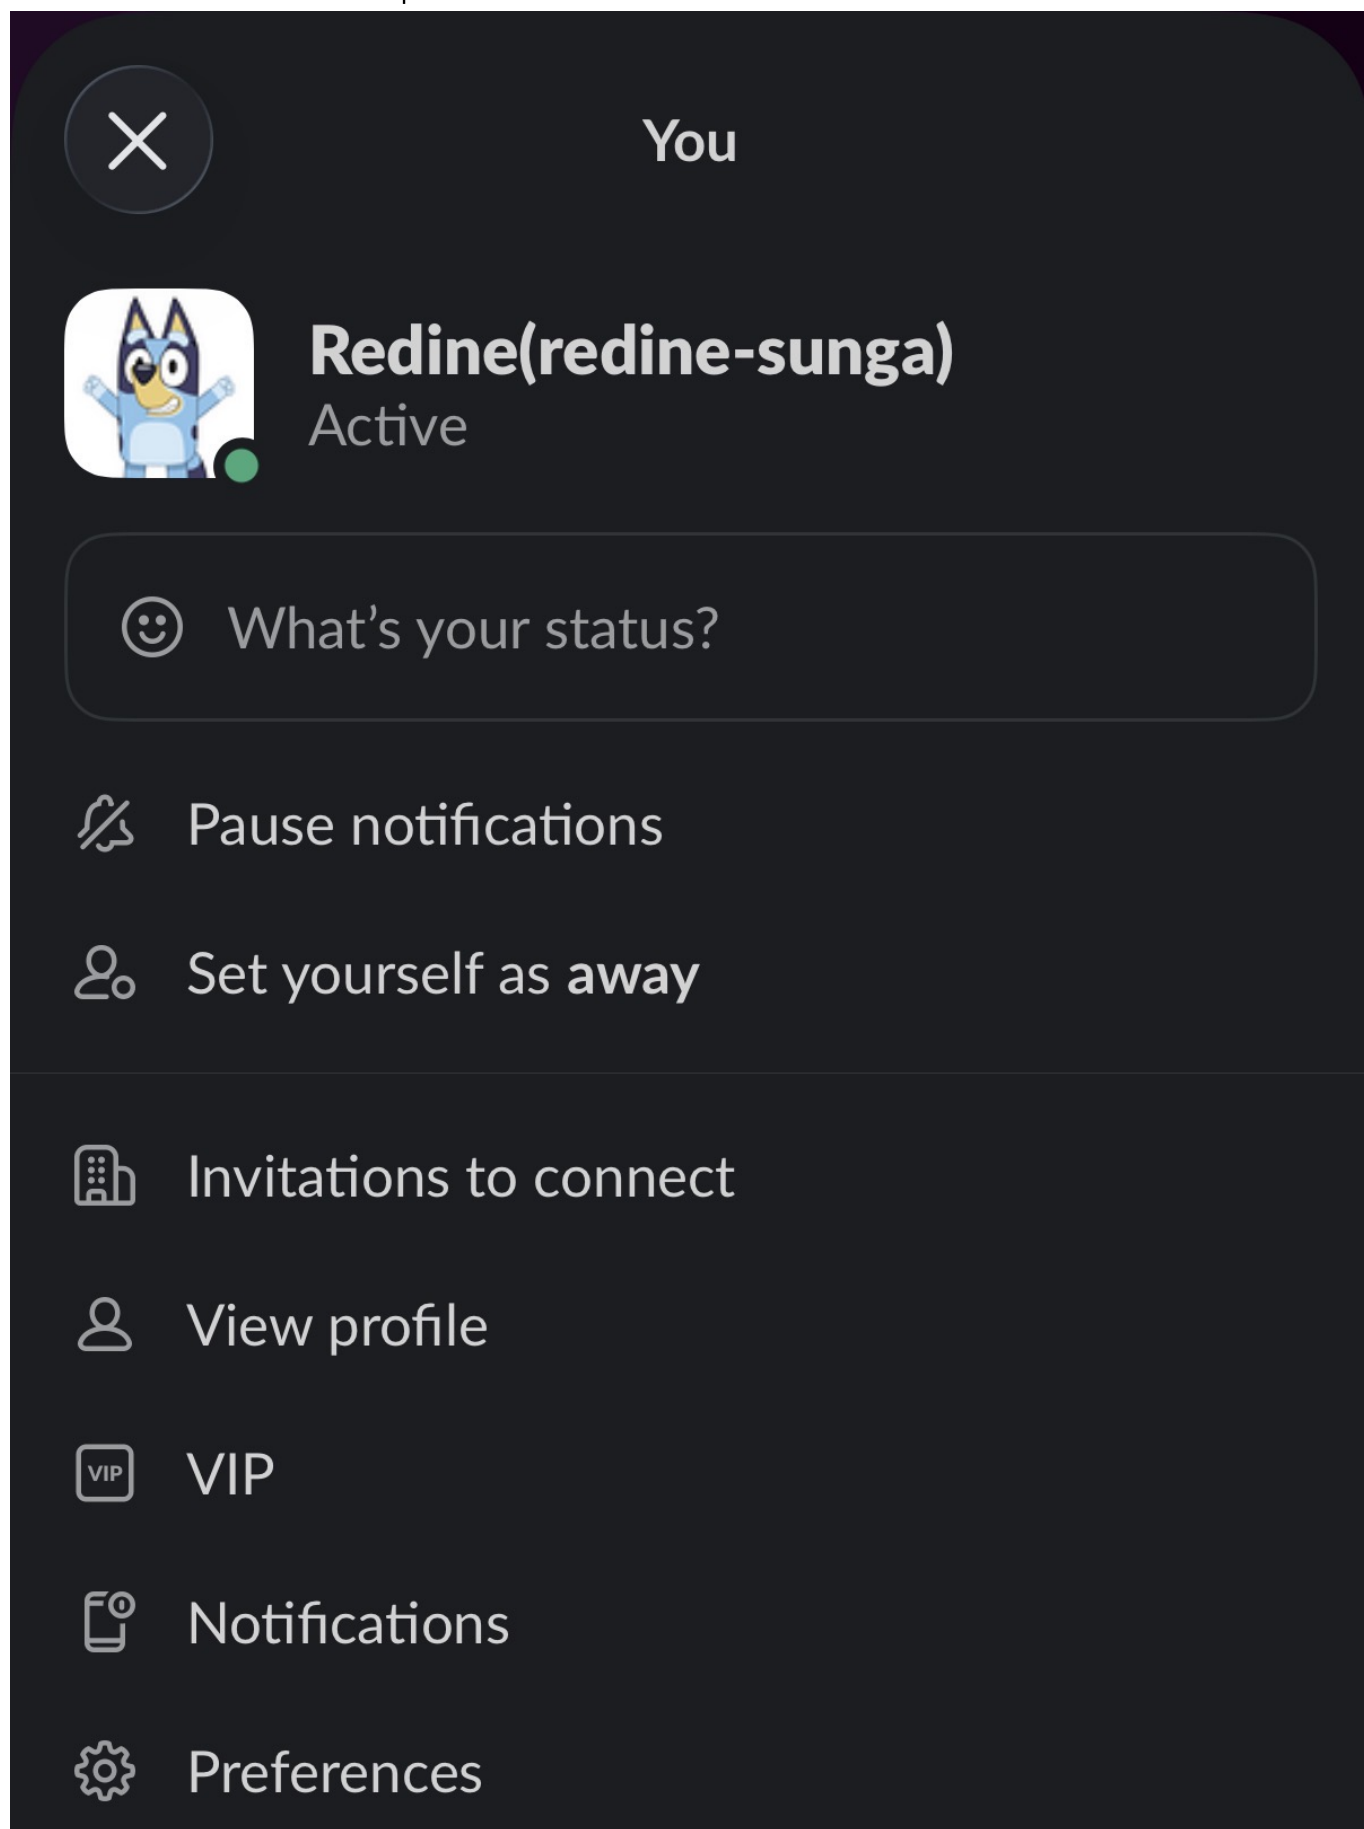 You
Redine(redine-sunga)
Active
What’s your status?
Pause notifications
Set yourself as away
Invitations to connect
View profile
VIP VIP
Notifications
Preferences